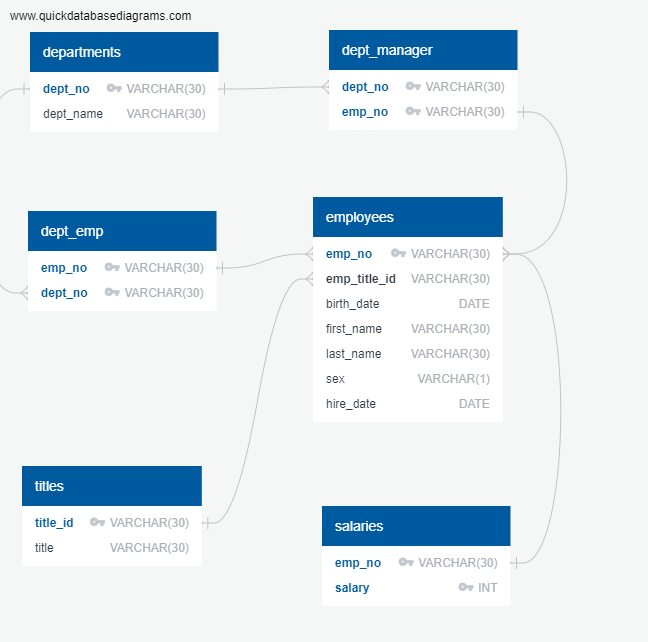 www.quickdatabasediagrams.com
departments
dept_no VARCHAR(30)
dept_name VARCHAR(30)
dept_manager
dept_no VARCHAR(30)
emp_no VARCHAR(30)
dept_emp
emp_no VARCHAR(30)
dept_no VARCHAR(30)
employees
emp_no VARCHAR(30)
emp_title_id VARCHAR(30)
birth_date DATE
first_name VARCHAR(30)
last_name VARCHAR(30)
sex VARCHAR(1)
hire_date DATE
titles
title_id VARCHAR(30)
title VARCHAR(30)
salaries
emp_no VARCHAR(30)
salary INT